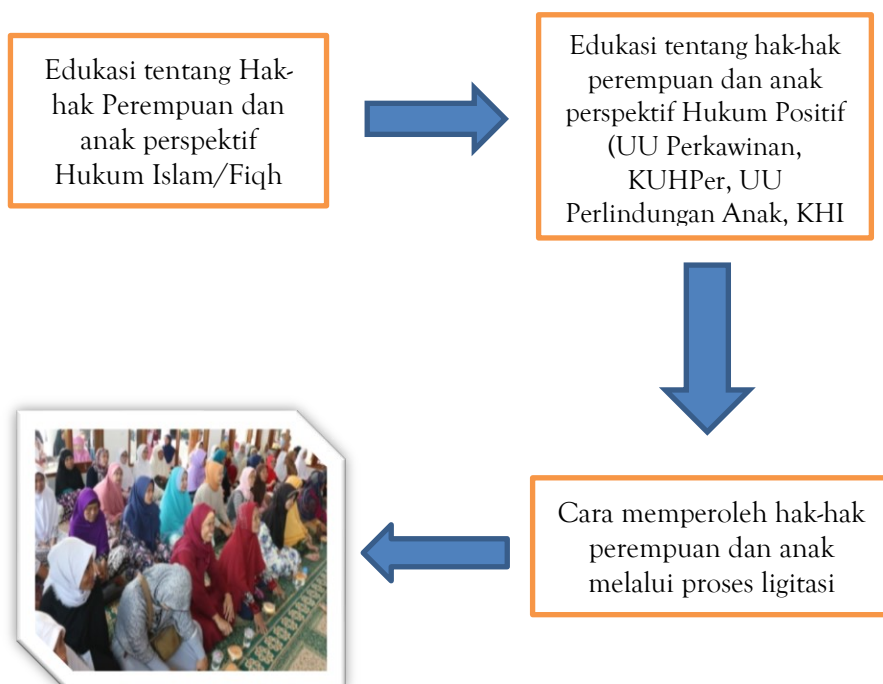 Edukasi tentang Hak-
hak Perempuan dan
anak perspektif
Hukum Islam/Fiqh
Edukasi tentang hak-hak
perempuan dan anak
perspektif Hukum Positif
(UU Perkawinan,
KUHPer, UU
Perlindungan Anak, KHI
Cara memperoleh hak-hak
perempuan dan anak
melalui proses ligitasi